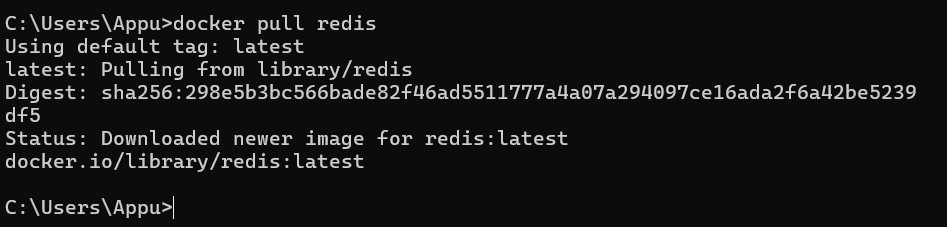 C:\Users\Appu>docker pull redis
Using default tag: latest
latest: Pulling from library/redis
Digest: sha256:298e5b3bc566bade82f46ad5511777a4a07a294097ce16ada2f6a42be5239
df5
Status: Downloaded newer image for redis:latest
docker.io/library/redis:latest
C:\Users\Appu>